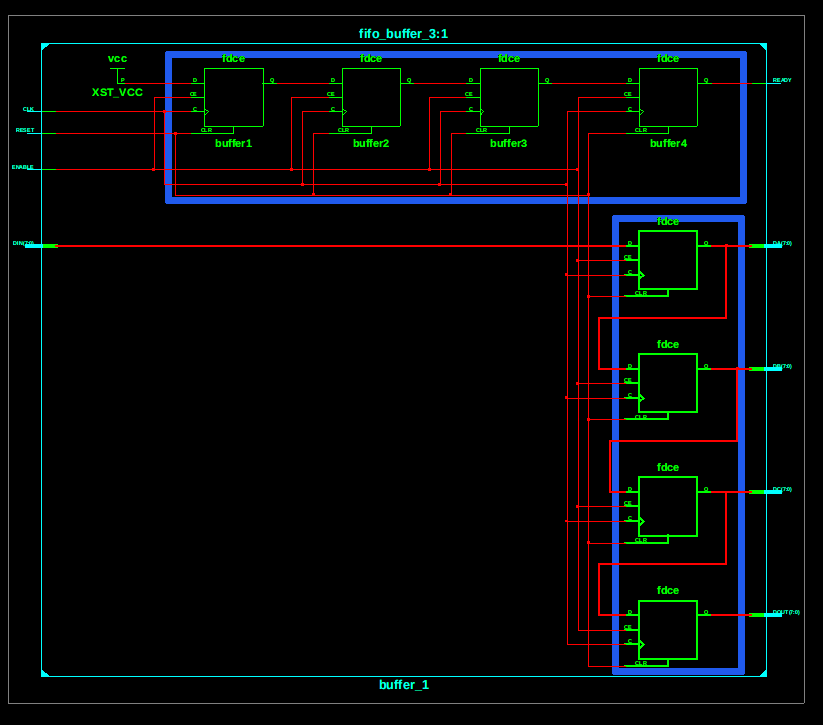 fifo_buffer_3:1
vcc
fdce
fdce
fdce
fdce
P
D
Q
D
Q
D
Q
D
Q
READY
XST_VCC
CE
CE
CE
CE
CLK
C
C
C
C
RESET
CLR
CLR
CLR
CLR
buffer1
buffer2
buffer3
buffer4
ENABLE
fdce
DIN(7:0)
D
Q
DA(7:0)
CE
C
CLR
fdce
D
Q
DB(7:0)
CE
C
CLR
fdce
D
Q
DC(7:0)
CE
C
CLR
fdce
D
Q
DOUT(7:0)
CE
C
CLR
buffer_1